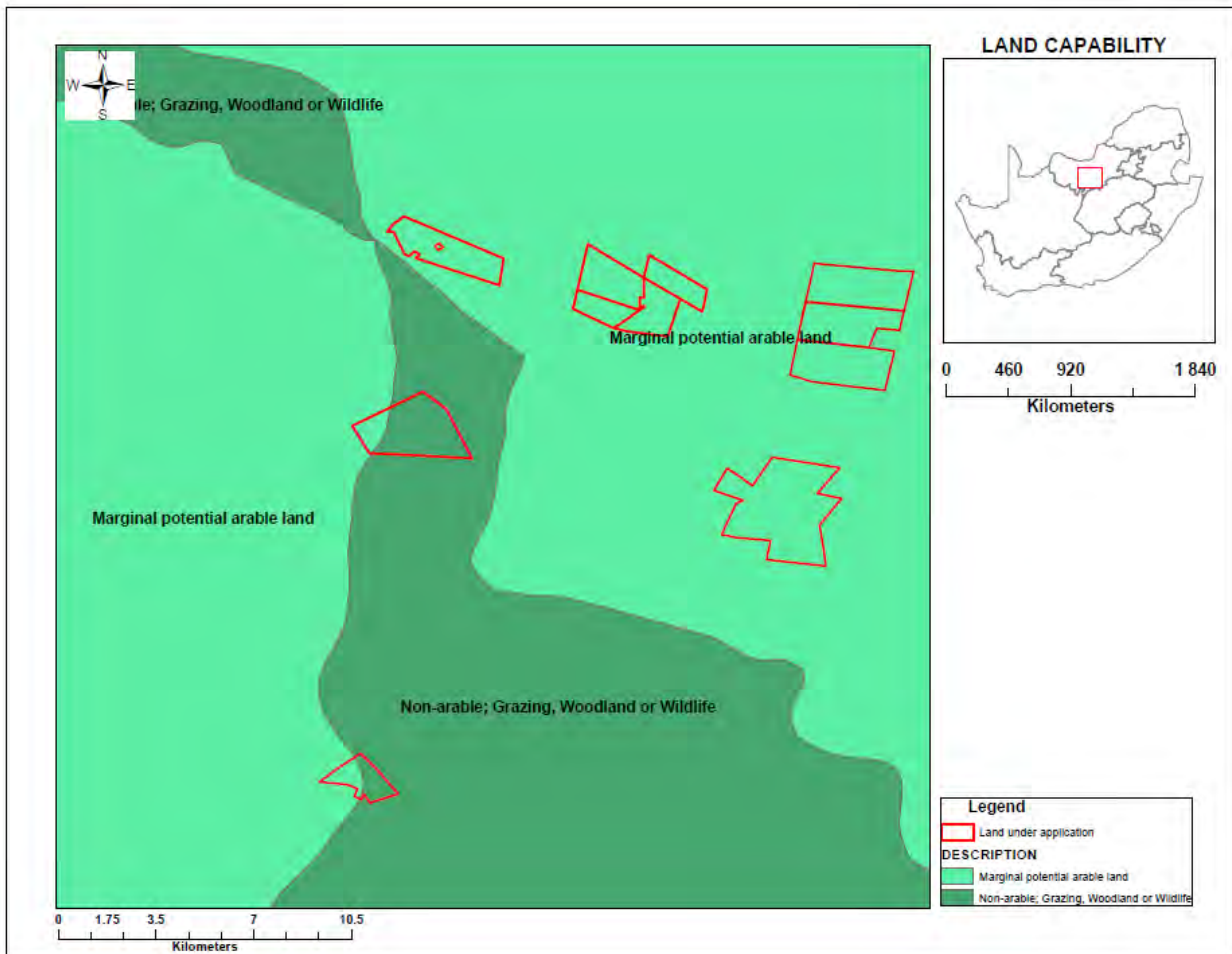 LAND CAPABILITY
N
W E
S
le; Grazing, Woodland or Wildlife
Marginal potential arable land
Marginal potential arable land
Non-arable; Grazing, Woodland or Wildlife
0 460 920 1 840
Kilometers
Legend
Land under application
DESCRIPTION
Marginal potential arable land
Non-arable; Grazing, Woodland or Wildlife
0 1.75 3.5 7 10.5
Kilometers